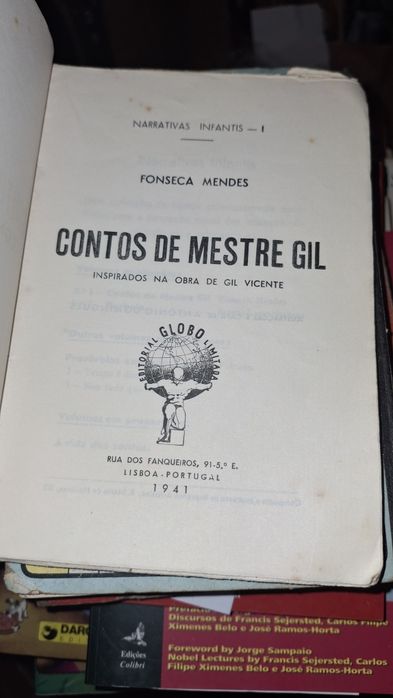 NARRATIVAS INFANTIS — I
FONSECA MENDES
CONTOS DE MESTRE GIL
INSPIRADOS NA OBRA DE GIL VICENTE
EDITORIAL GLOBO LIMITADA
RUA DOS FANQUEIROS, 91-5.º E.
LISBOA - PORTUGAL
1941
Discursos de Francis Sejersted, Carlos Filipe
Ximenes Belo e José Ramos-Horta
DARG
Edições
Colibri
Foreword by Jorge Sampaio
Nobel Lectures by Francis Sejersted, Carlos
Filipe Ximenes Belo e José Ramos-Horta